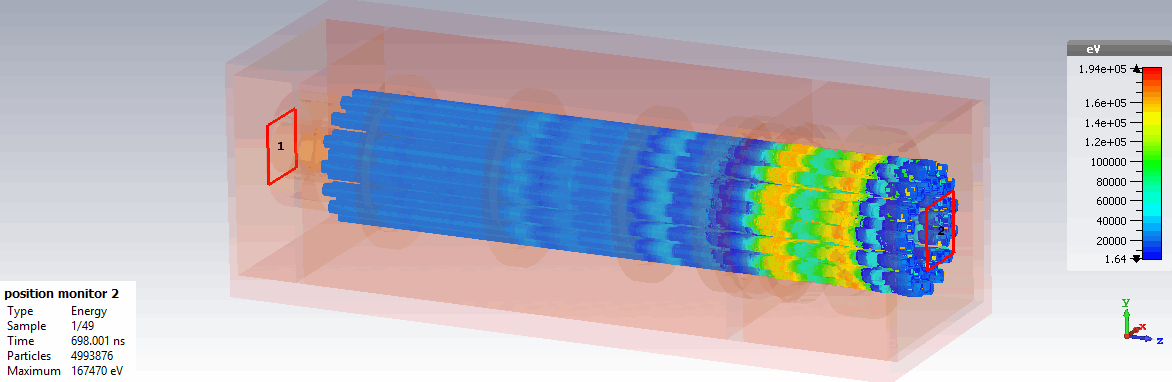 eV
1.94e+05
1.6e+05
1.4e+05
1.2e+05
100000
80000
60000
40000
20000
1.64
1
2
position monitor 2
Type Energy
Sample 1/49
Time 698.001 ns
Particles 4993876
Maximum 167470 eV
y
x
z